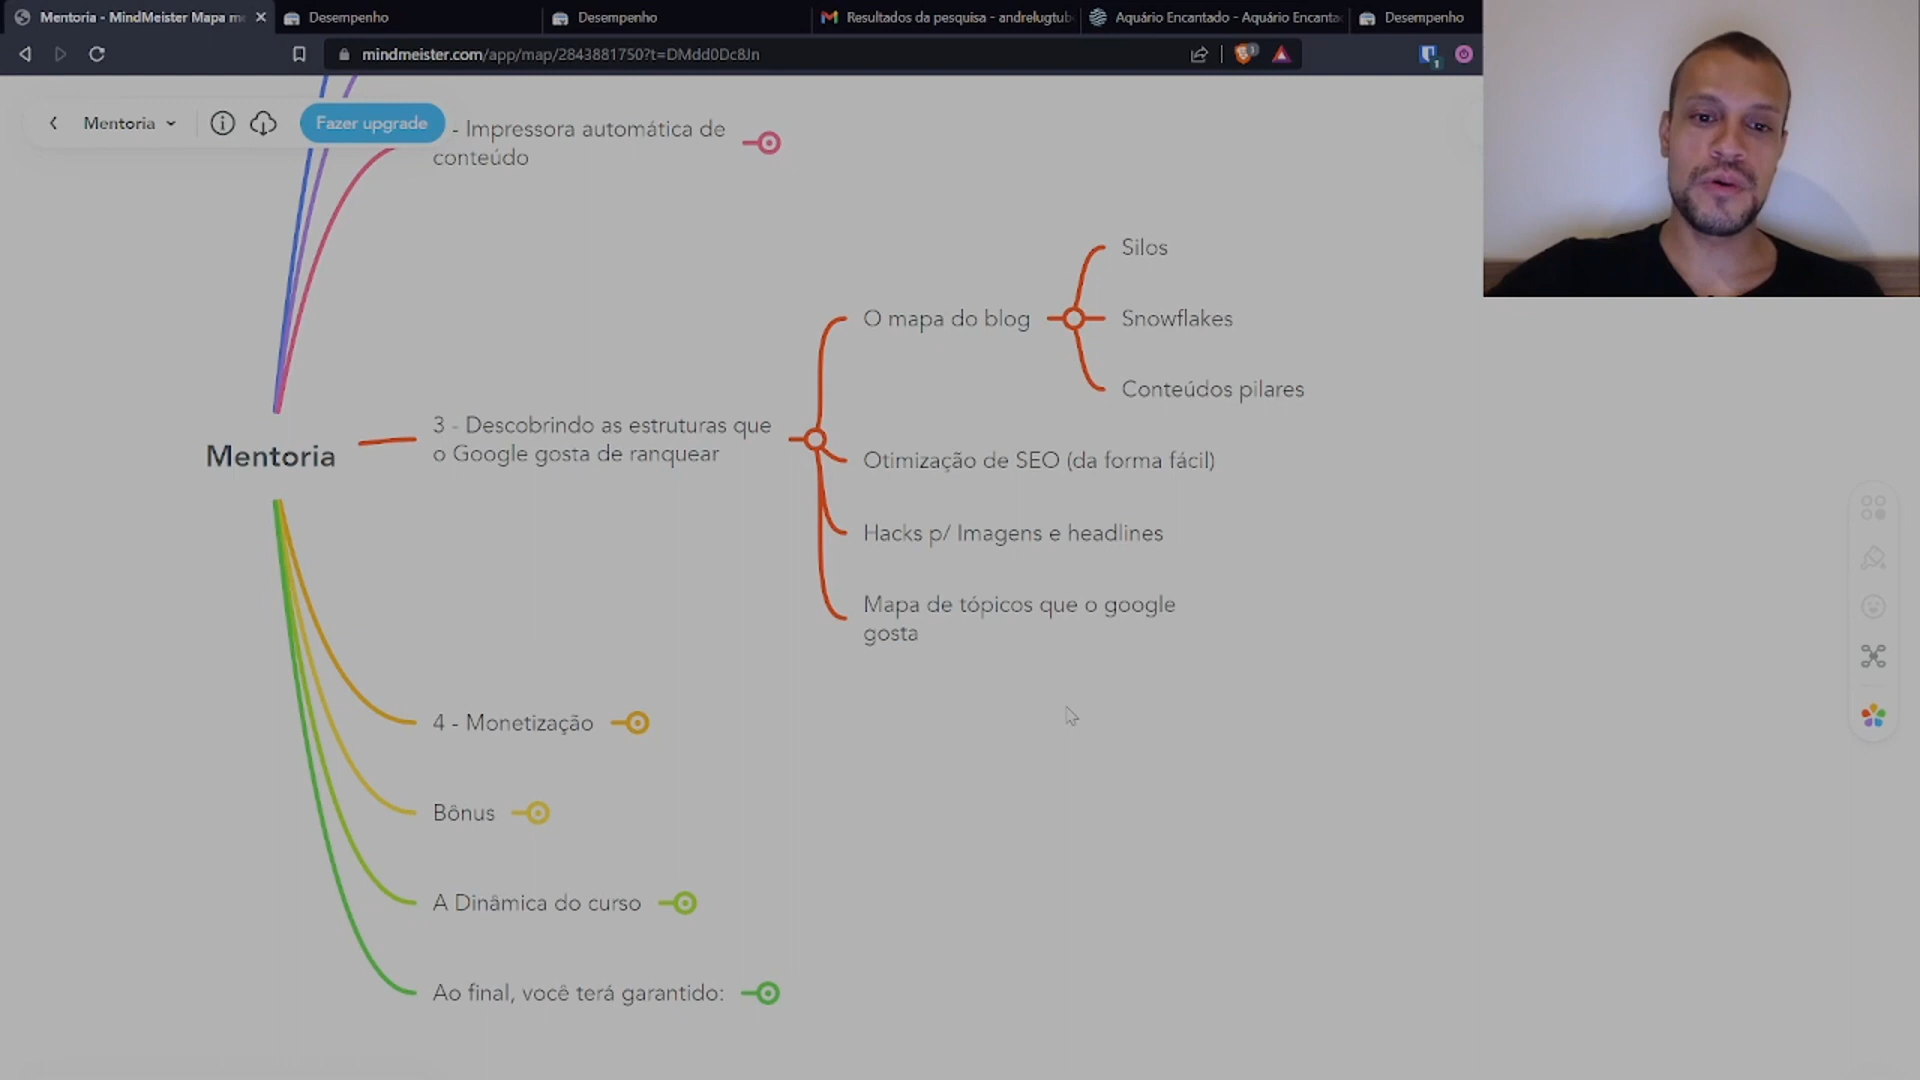 Mentoria - MindMeister Mapa me
Desempenho
Desempenho
Resultados da pesquisa - andrelugtub
Aquário Encantado - Aquário Encanta
Desempenho
mindmeister.com/app/map/2843881750?t=DMdd0Dc8Jn
1
1
Mentoria
Fazer upgrade
- Impressora automática de
conteúdo
Silos
O mapa do blog
Snowflakes
Conteúdos pilares
3 - Descobrindo as estruturas que
o Google gosta de ranquear
Mentoria
Otimização de SEO (da forma fácil)
Hacks p/ Imagens e headlines
Mapa de tópicos que o google
gosta
4 - Monetização
Bônus
A Dinâmica do curso
Ao final, você terá garantido: